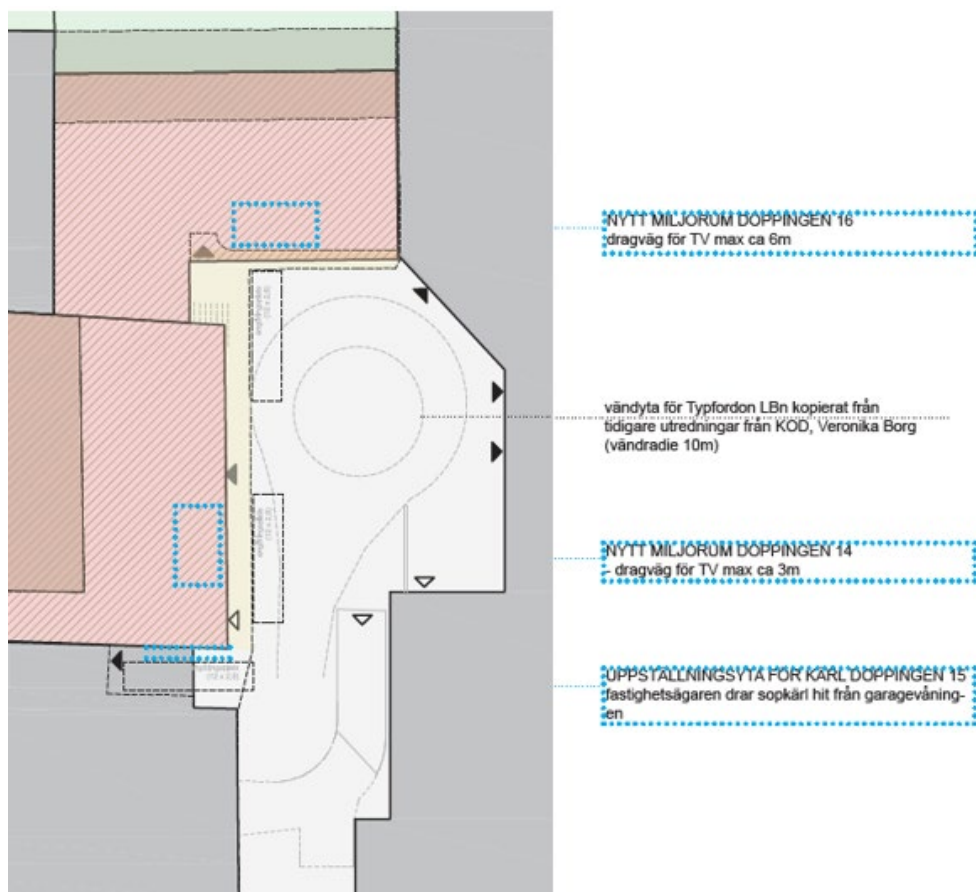 NYTT MILJÖRUM DOPPINGEN 16
dragväg för TV max ca 6m
vändyta för Typfordon LBn kopierat från
tidigare utredningar från KOD, Veronika Borg
(vändradie 10m)
NYTT MILJÖRUM DOPPINGEN 14
- dragväg för TV max ca 3m
UPPSTÄLLNINGSYTA FÖR KÄRL DOPPINGEN 15
fastighetsägaren drar sopkärl hit från garagevåning-
en